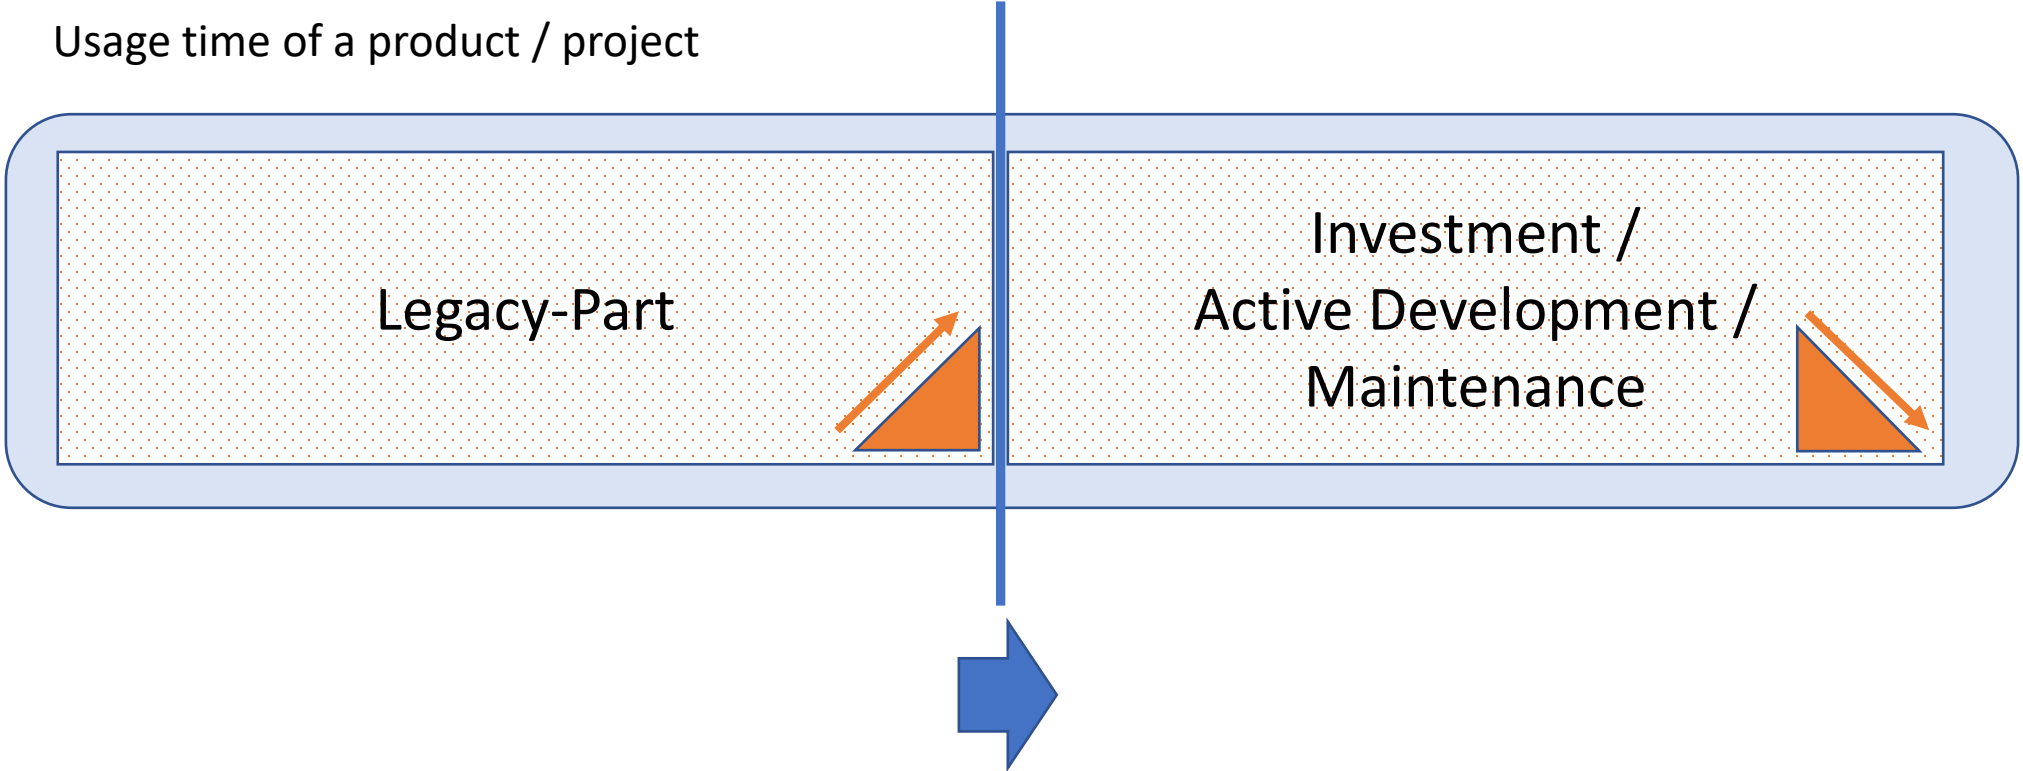 Usage time of a product / project
Legacy-Part
Investment /
Active Development /
Maintenance